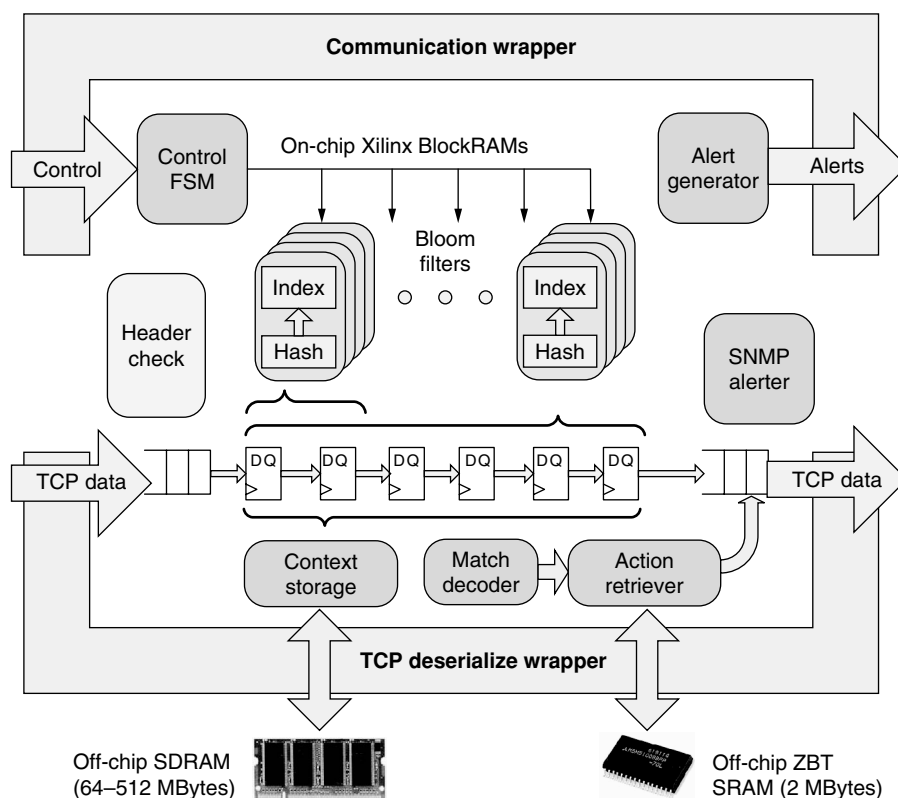 Communication wrapper
Control
Control
FSM
On-chip Xilinx BlockRAMs
Alert
generator
Alerts
Bloom
filters
Index
Hash
Index
Hash
Header
check
SNMP
alerter
TCP data
DQ
DQ
DQ
DQ
DQ
DQ
TCP data
Context
storage
Match
decoder
Action
retriever
TCP deserialize wrapper
Off-chip SDRAM
(64–512 MBytes)
Off-chip ZBT
SRAM (2 MBytes)